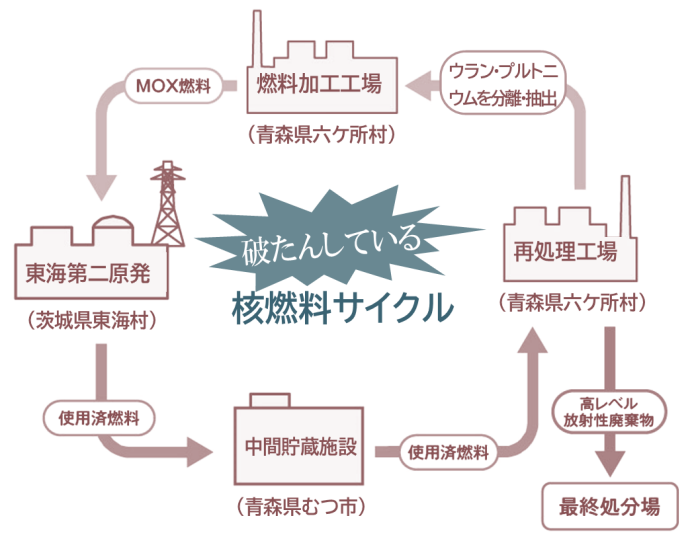 燃料加工工場
(青森県六ケ所村)
ウラン・プルトニ
ウムを分離・抽出
MOX燃料
破たんしている
核燃料サイクル
東海第二原発
(茨城県東海村)
再処理工場
(青森県六ケ所村)
使用済燃料
中間貯蔵施設
(青森県むつ市)
使用済燃料
高レベル
放射性廃棄物
最終処分場